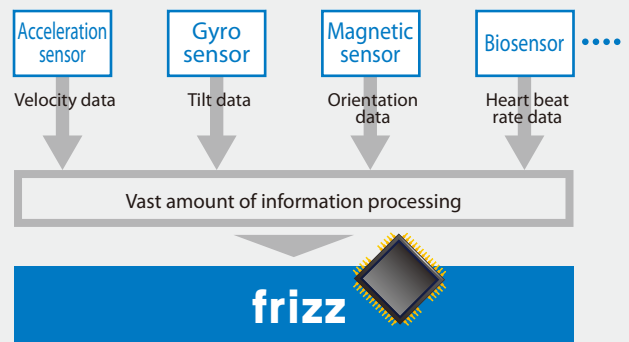 Acceleration
sensor
Gyro
sensor
Magnetic
sensor
Biosensor
Velocity data
Tilt data
Orientation
data
Heart beat
rate data
Vast amount of information processing
frizz